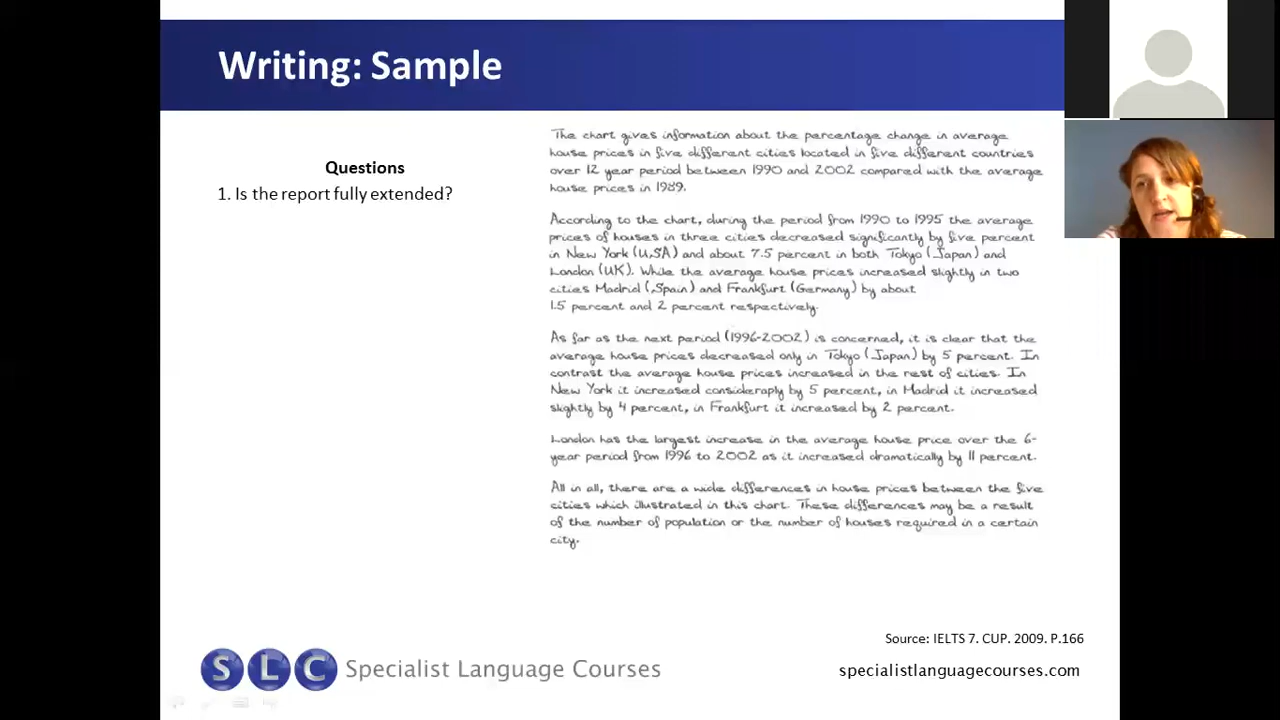 Writing: Sample
Questions
1. Is the report fully extended?
The chart gives information about the percentage change in average
house prices in five different cities located in five different countries
over 12 year period between 1990 and 2002 compared with the average
house prices in 1989.
According to the chart, during the period from 1990 to 1995 the average
prices of houses in three cities decreased significantly by five percent
in New York (USA) and about 7.5 percent in both Tokyo (Japan) and
London (UK). While the average house prices increased slightly in two
cities Madrid (Spain) and Frankfurt (Germany) by about
1.5 percent and 2 percent respectively.
As far as the next period (1996-2002) is concerned, it is clear that the
average house prices decreased only in Tokyo (Japan) by 5 percent. In
contrast the average house prices increased in the rest of cities. In
New York it increased consideraply by 5 percent, in Madrid it increased
slightly by 4 percent, in Frankfurt it increased by 2 percent.
London has the largest increase in the average house price over the 6-
year period from 1996 to 2002 as it increased dramatically by 11 percent.
All in all, there are a wide differences in house prices between the five
cities which illustrated in this chart. These differences may be a result
of the number of population or the number of houses required in a certain
city.
Source: IELTS 7. CUP. 2009. P.166
SLC Specialist Language Courses
specialistlanguagecourses.com